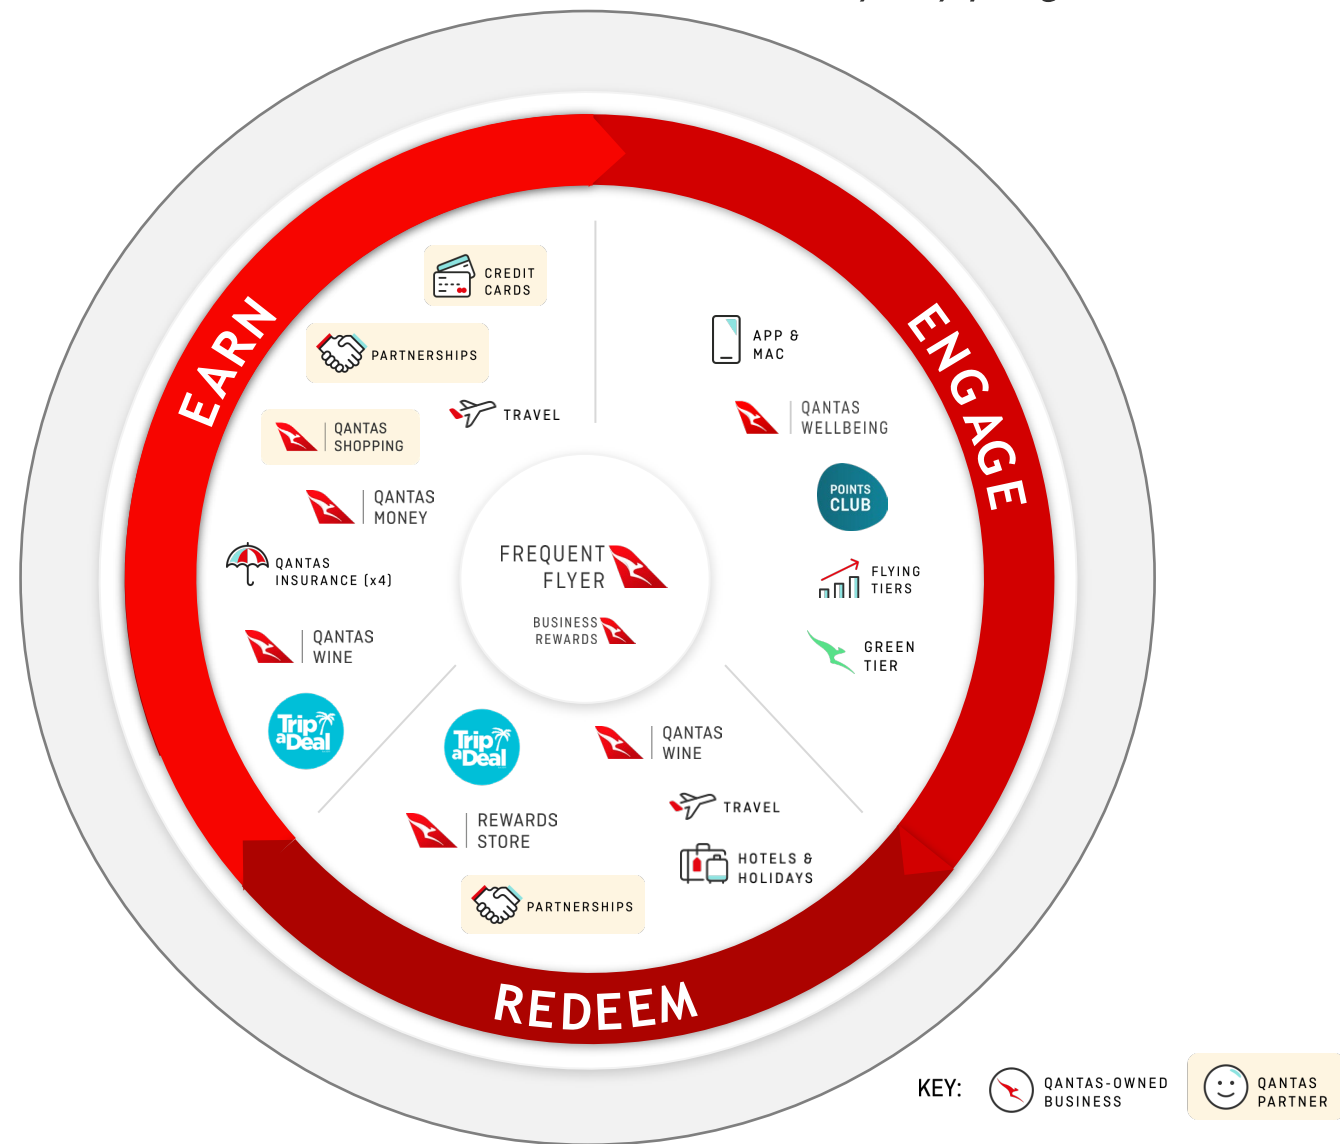 EARN
CREDIT
CARDS
PARTNERSHIPS
TRAVEL
QANTAS
SHOPPING
QANTAS
MONEY
QANTAS
INSURANCE (x4)
QANTAS
WINE
Trip
aDeal
ENGAGE
APP &
MAC
QANTAS
WELLBEING
POINTS
CLUB
FLYING
TIERS
GREEN
TIER
FREQUENT
FLYER
BUSINESS
REWARDS
Trip
aDeal
QANTAS
WINE
TRAVEL
REWARDS
STORE
HOTELS &
HOLIDAYS
PARTNERSHIPS
REDEEM
KEY:
QANTAS-OWNED
BUSINESS
QANTAS
PARTNER